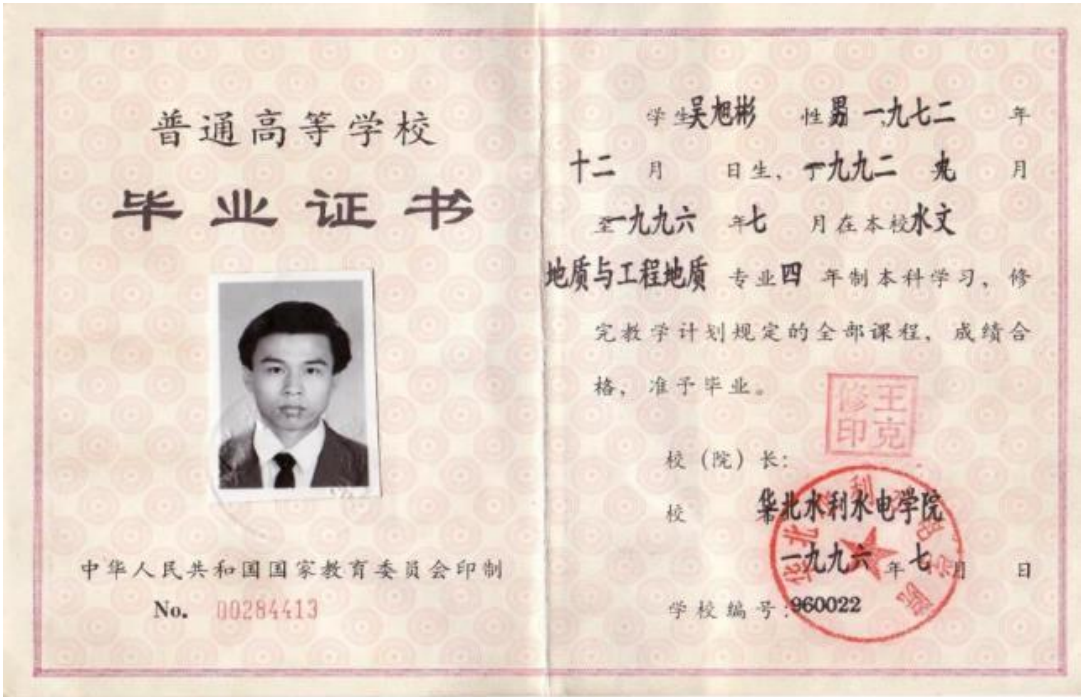 普通高等学校
毕业证书
中华人民共和国国家教育委员会印制
No. 00284413
学生吴旭彬 性男 一九七二 年
十二 月 日生，一九九二 九 月
至一九九六 年七 月在本校水文
地质与工程地质 专业四 年制本科学习，修
完教学计划规定的全部课程，成绩合
格，准予毕业。
王克
修印
校（院）长：
校 华北水利水电学院
一九九六 年七月 日
学校编号：960022